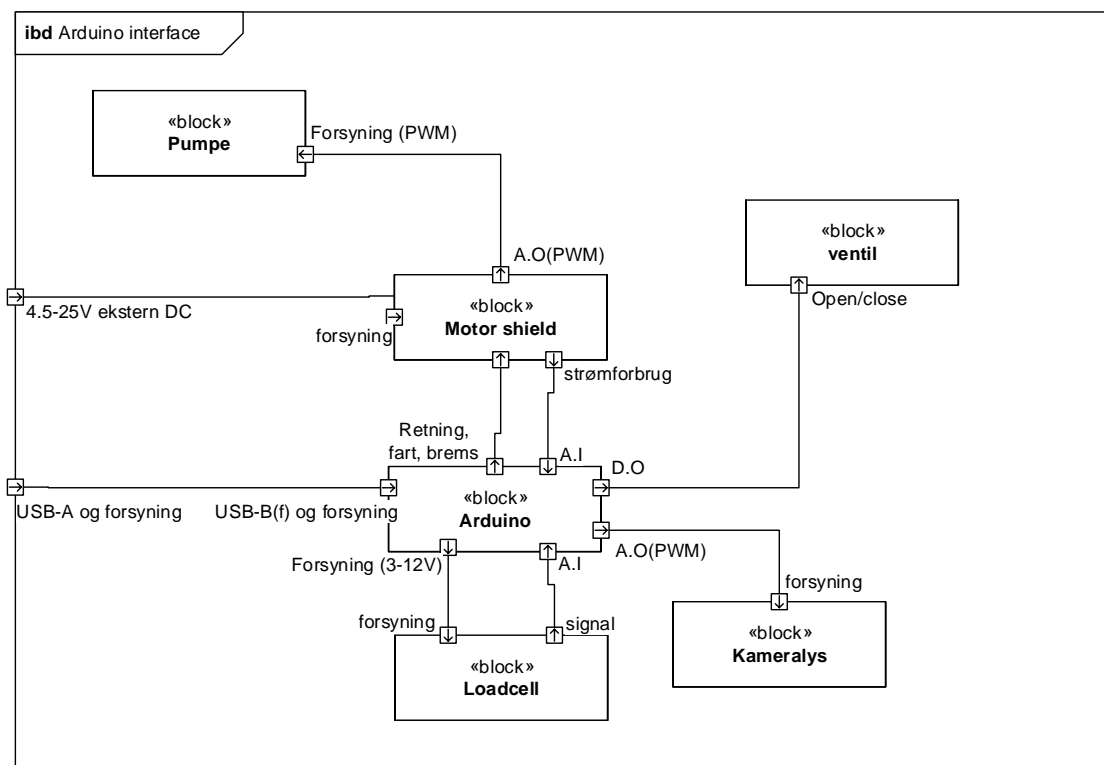 ibd Arduino interface
«block»
Pumpe
Forsyning (PWM)
«block»
ventil
Open/close
A.O(PWM)
4.5-25V ekstern DC
forsyning
«block»
Motor shield
strømforbrug
Retning,
fart, brems
A.I
D.O
USB-A og forsyning
USB-B(f) og forsyning
«block»
Arduino
A.O(PWM)
Forsyning (3-12V)
A.I
forsyning
signal
forsyning
«block»
Kameralys
«block»
Loadcell